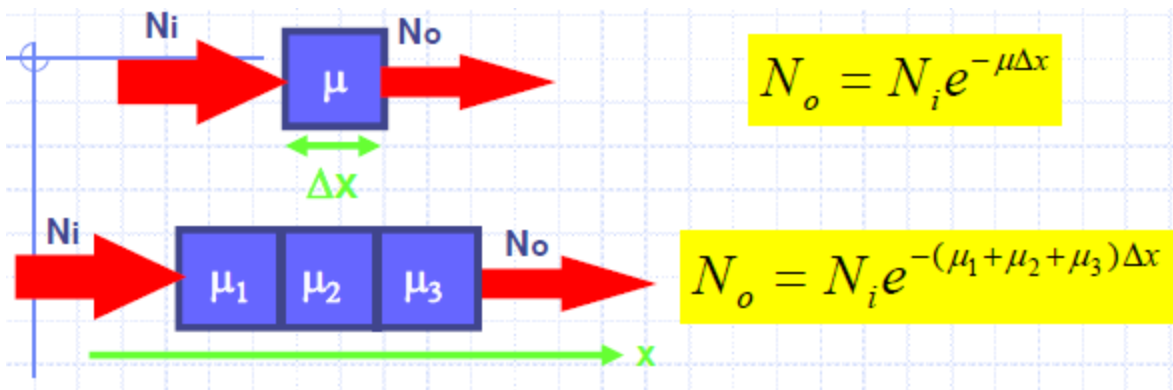 Ni
No
μ
Δx
N_o = N_i e^{-μΔx}
Ni
No
μ₁ μ₂ μ₃
x
N_o = N_i e^{-(μ₁+μ₂+μ₃)Δx}